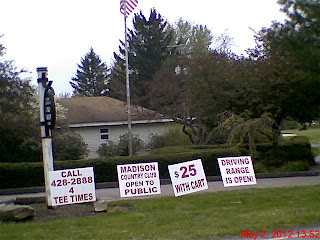 CALL
428-2888
4
TEE TIMES
MADISON
COUNTRY CLUB
OPEN TO
PUBLIC
$25
WITH CART
DRIVING
RANGE
IS OPEN!
May 2, 2012 13:52